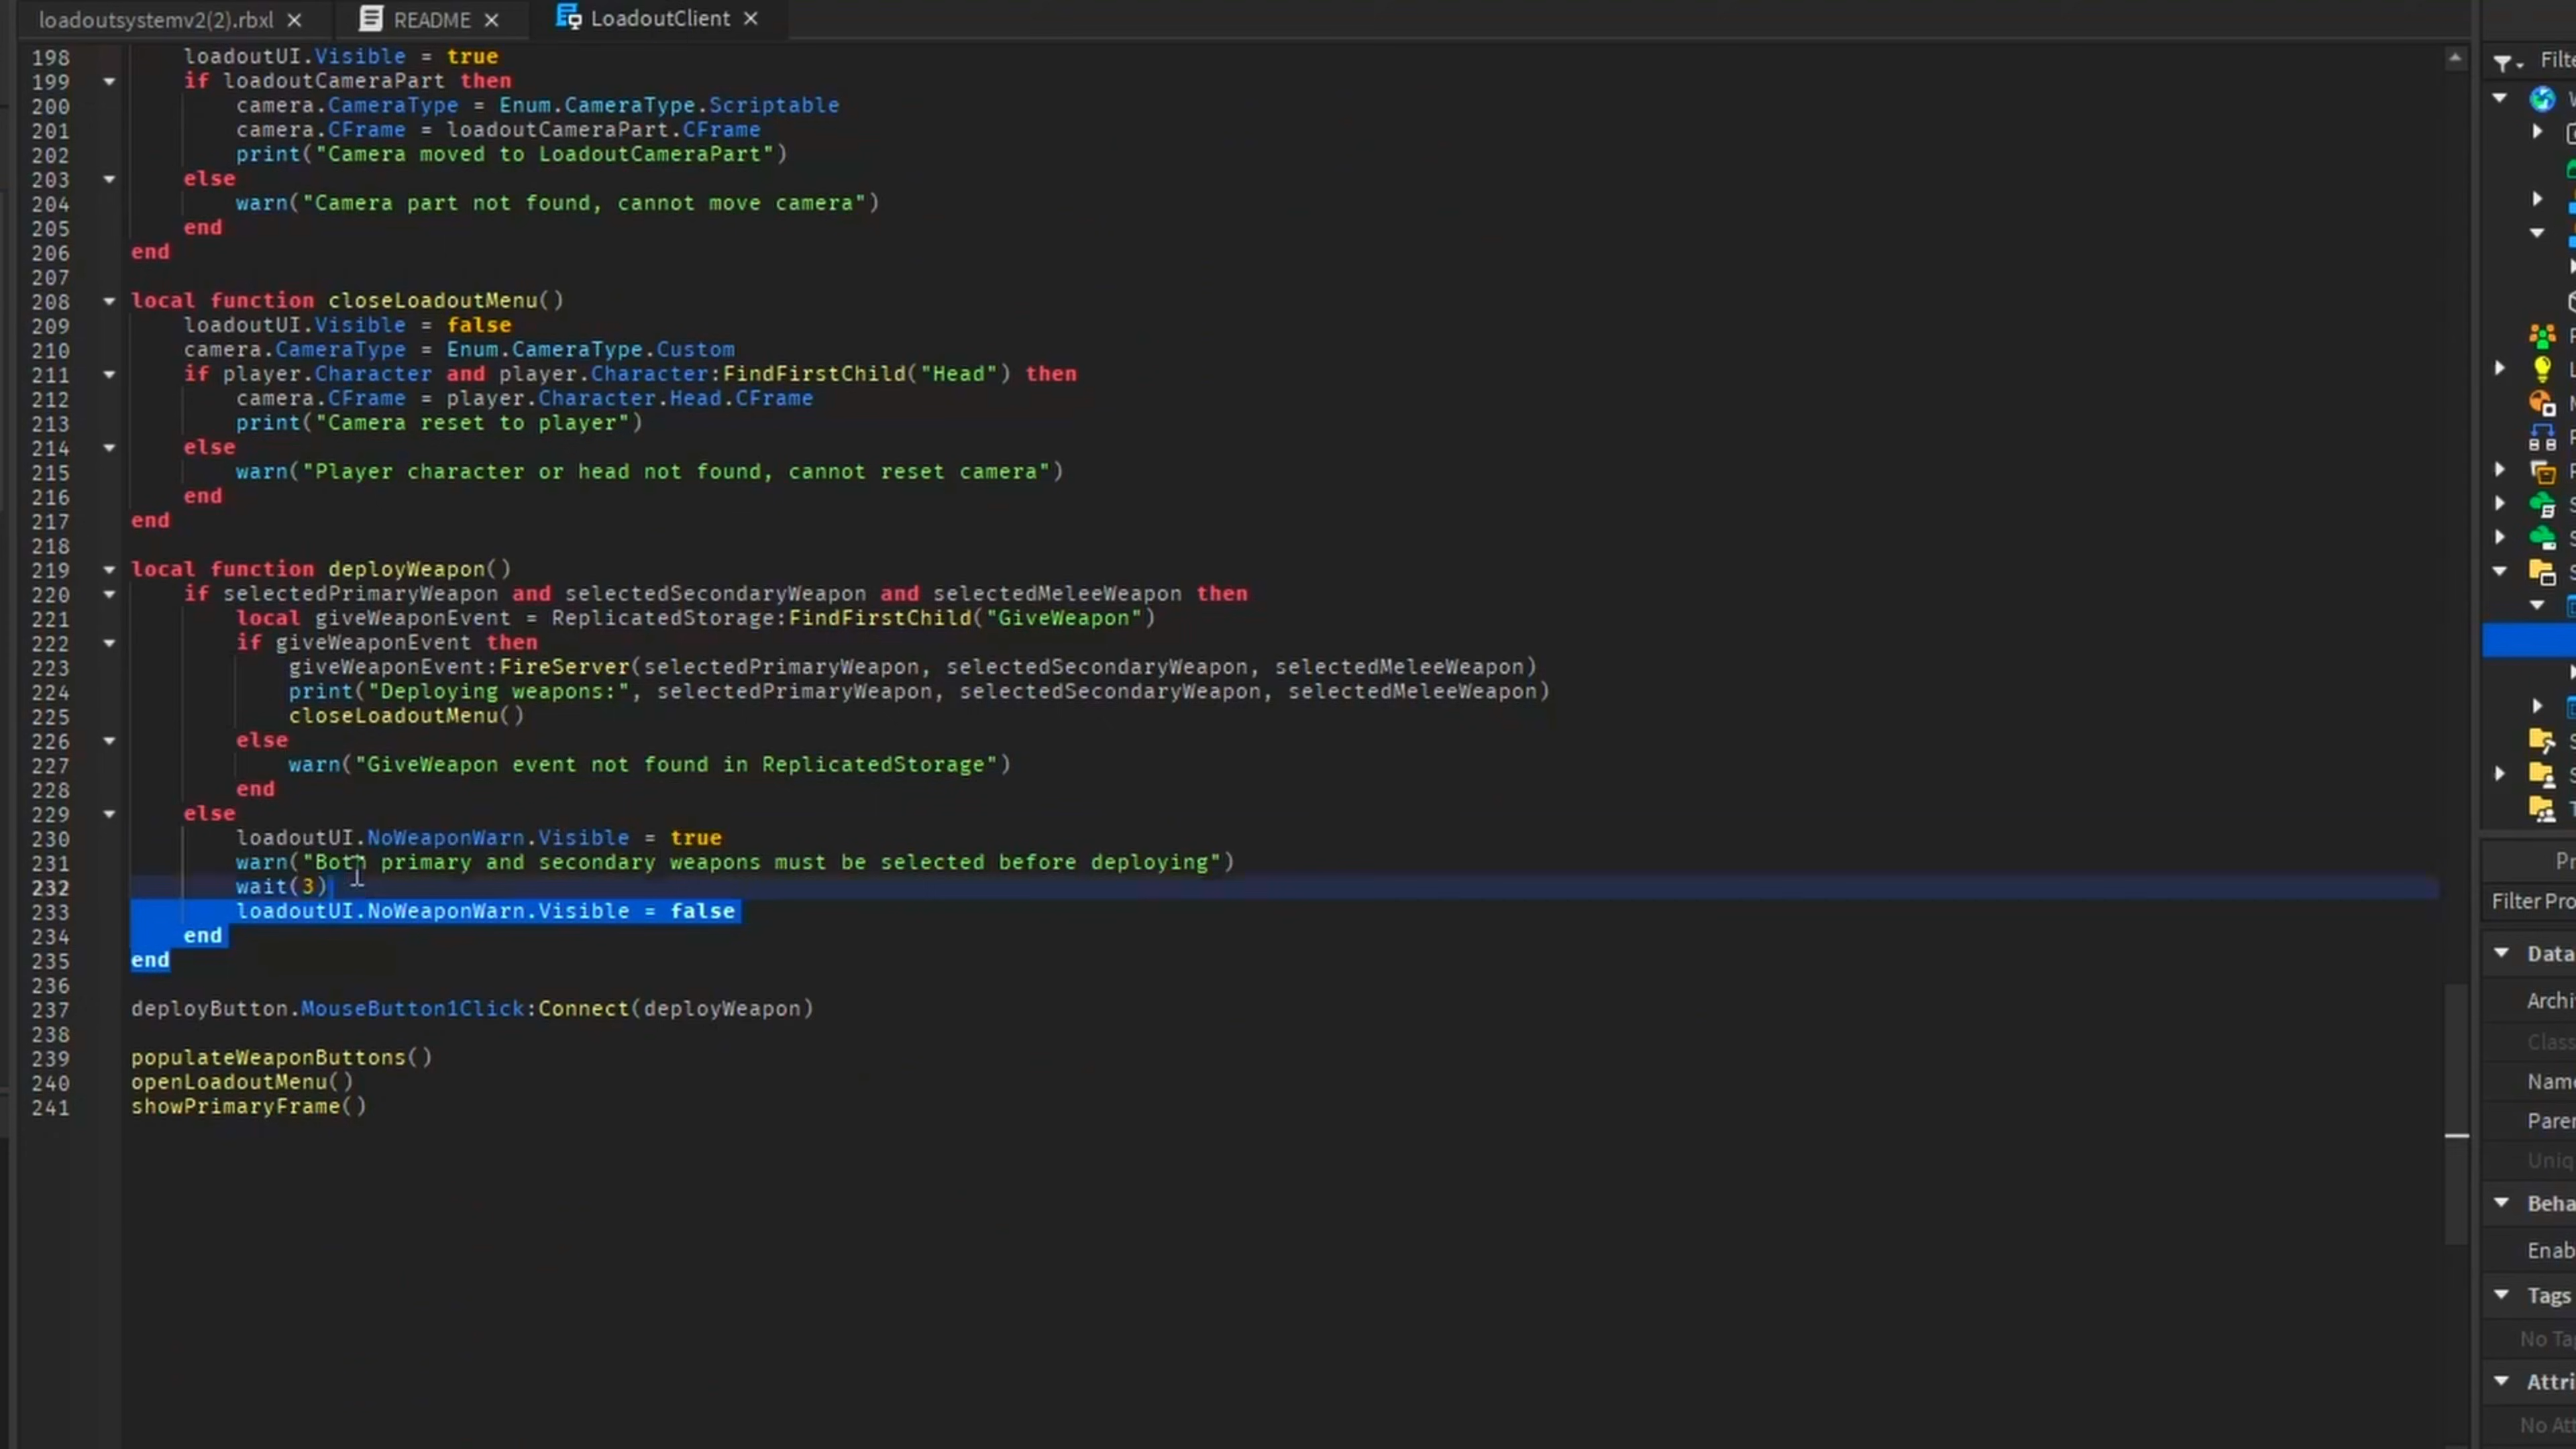 loadoutsystemv2(2).rbxl
README
LoadoutClient
198 loadoutUI.Visible = true
199 if loadoutCameraPart then
200 camera.CameraType = Enum.CameraType.Scriptable
201 camera.CFrame = loadoutCameraPart.CFrame
202 print("Camera moved to LoadoutCameraPart")
203 else
204 warn("Camera part not found, cannot move camera")
205 end
206 end
207
208 local function closeLoadoutMenu()
209 loadoutUI.Visible = false
210 camera.CameraType = Enum.CameraType.Custom
211 if player.Character and player.Character:FindFirstChild("Head") then
212 camera.CFrame = player.Character.Head.CFrame
213 print("Camera reset to player")
214 else
215 warn("Player character or head not found, cannot reset camera")
216 end
217 end
218
219 local function deployWeapon()
220 if selectedPrimaryWeapon and selectedSecondaryWeapon and selectedMeleeWeapon then
221 local giveWeaponEvent = ReplicatedStorage:FindFirstChild("GiveWeapon")
222 if giveWeaponEvent then
223 giveWeaponEvent:FireServer(selectedPrimaryWeapon, selectedSecondaryWeapon, selectedMeleeWeapon)
224 print("Deploying weapons:", selectedPrimaryWeapon, selectedSecondaryWeapon, selectedMeleeWeapon)
225 closeLoadoutMenu()
226 else
227 warn("GiveWeapon event not found in ReplicatedStorage")
228 end
229 else
230 loadoutUI.NoWeaponWarn.Visible = true
231 warn("Both primary and secondary weapons must be selected before deploying")
232 wait(3)
233 loadoutUI.NoWeaponWarn.Visible = false
234 end
235 end
236
237 deployButton.MouseButton1Click:Connect(deployWeapon)
238
239 populateWeaponButtons()
240 openLoadoutMenu()
241 showPrimaryFrame()
Filte
Pr
Filter Pro
Data
Archi
Class
Name
Paren
Uniq
Beha
Enab
Tags
No Ta
Attri
No Att